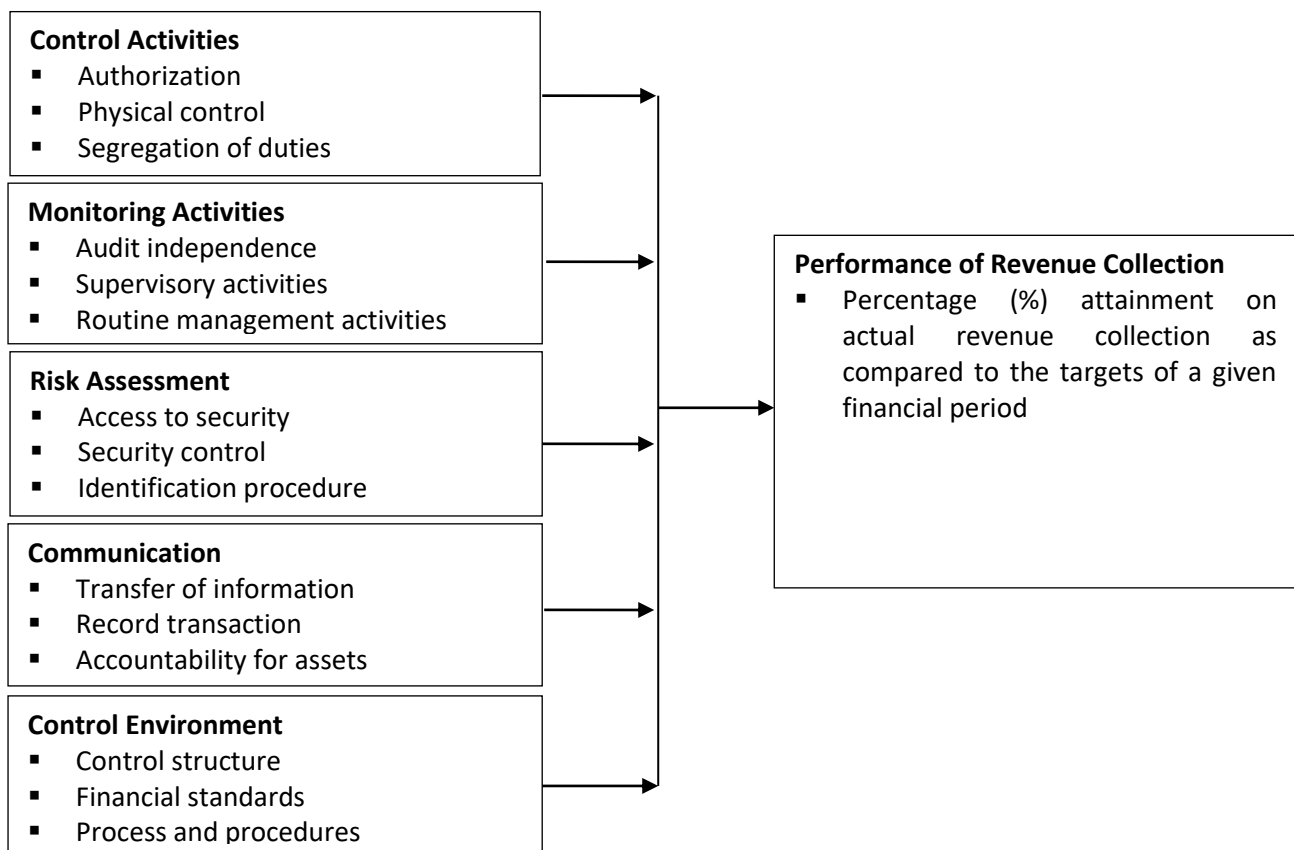 Control Activities
▪ Authorization
▪ Physical control
▪ Segregation of duties
Monitoring Activities
▪ Audit independence
▪ Supervisory activities
▪ Routine management activities
Risk Assessment
▪ Access to security
▪ Security control
▪ Identification procedure
Communication
▪ Transfer of information
▪ Record transaction
▪ Accountability for assets
Control Environment
▪ Control structure
▪ Financial standards
▪ Process and procedures
Performance of Revenue Collection
▪ Percentage (%) attainment on
actual revenue collection as
compared to the targets of a given
financial period